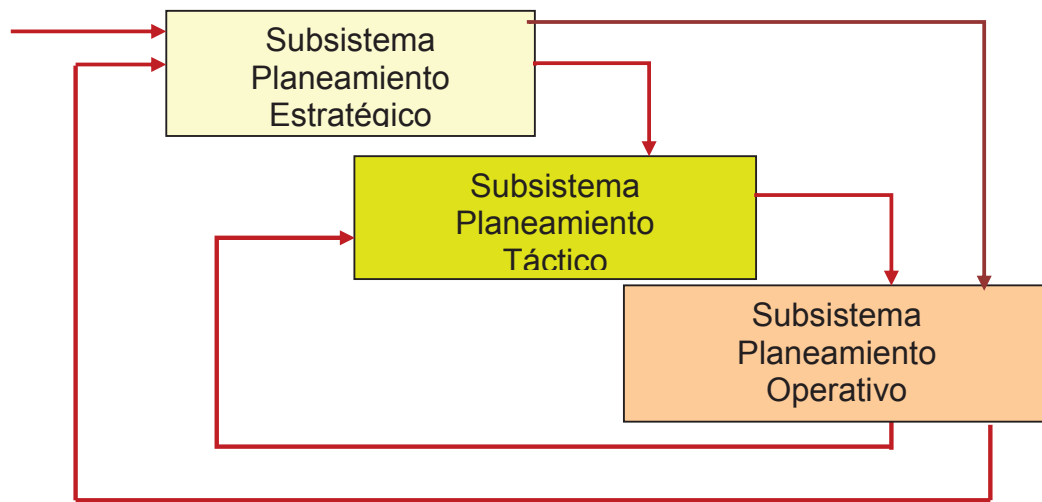 Subsistema
Planeamiento
Estratégico
Subsistema
Planeamiento
Táctico
Subsistema
Planeamiento
Operativo